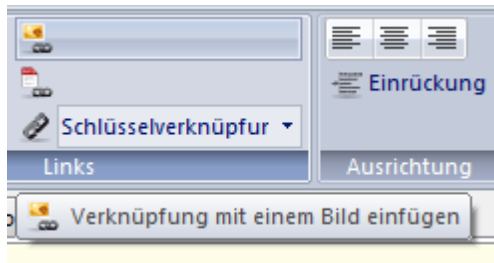 Einrückung
Schlüsselverknüpfur
Links
Ausrichtung
Verknüpfung mit einem Bild einfügen